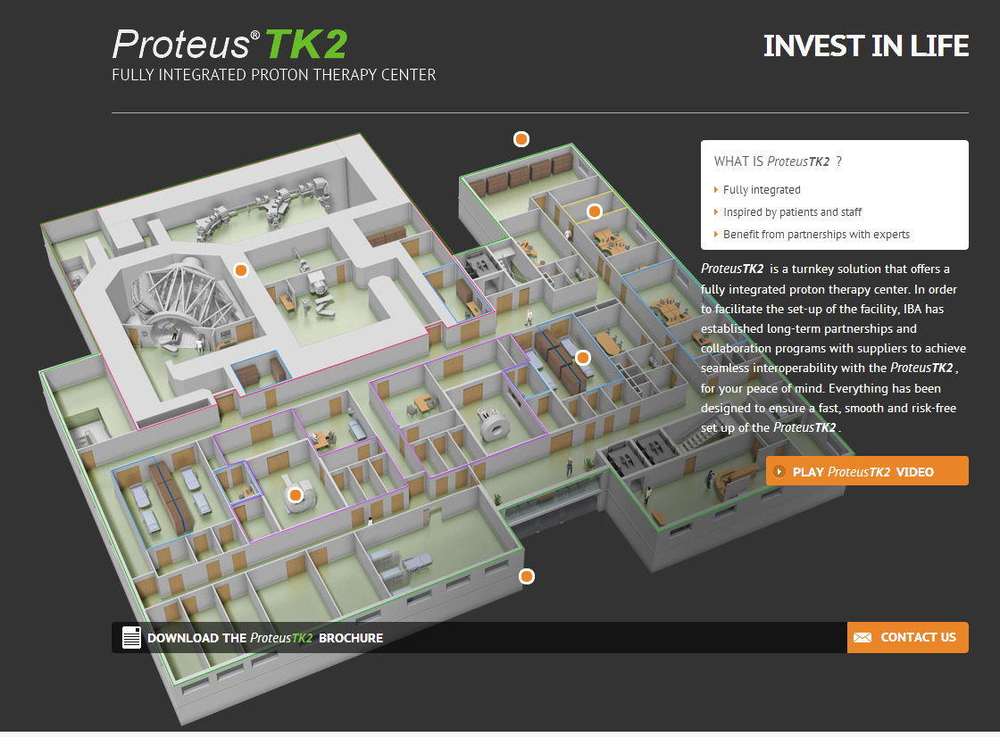 Proteus® TK2
FULLY INTEGRATED PROTON THERAPY CENTER
INVEST IN LIFE
WHAT IS ProteusTK2 ?
Fully integrated
Inspired by patients and staff
Benefit from partnerships with experts
ProteusTK2 is a turnkey solution that offers a
fully integrated proton therapy center. In order
to facilitate the set-up of the facility, IBA has
established long-term partnerships and
collaboration programs with suppliers to achieve
seamless interoperability with the ProteusTK2 ,
for your peace of mind. Everything has been
designed to ensure a fast, smooth and risk-free
set up of the ProteusTK2 .
PLAY ProteusTK2 VIDEO
DOWNLOAD THE ProteusTK2 BROCHURE
CONTACT US